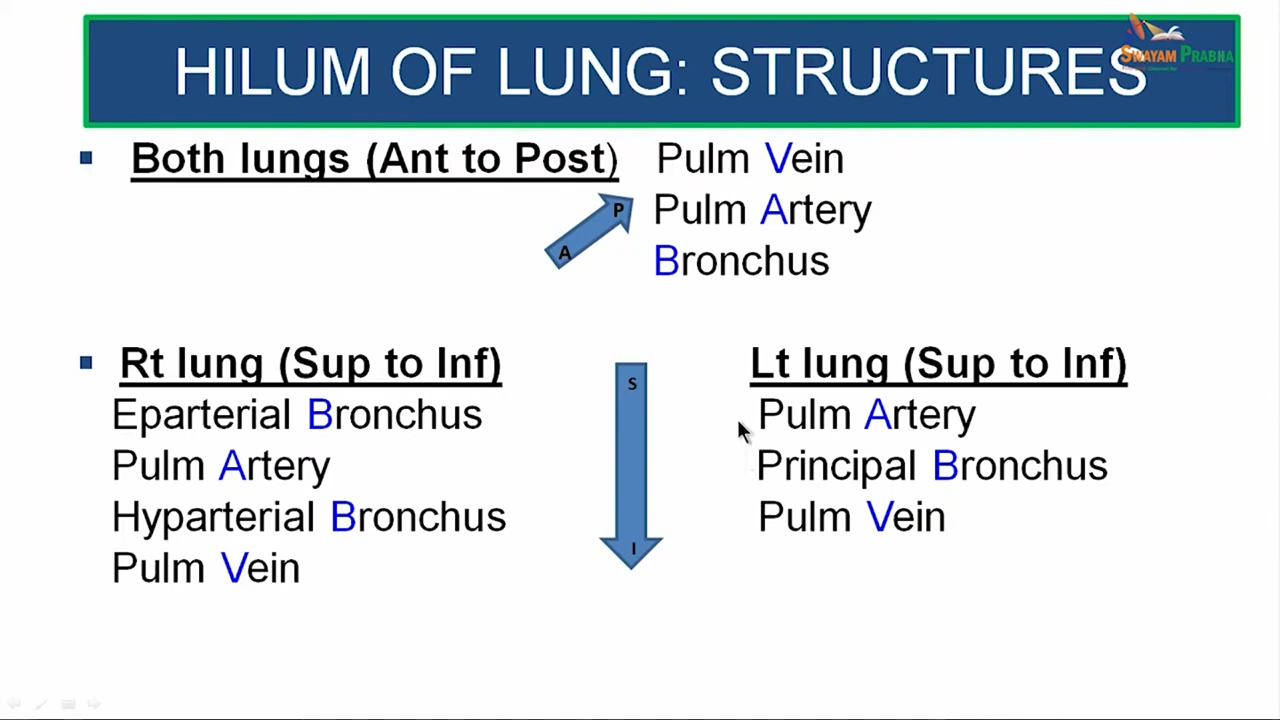 HILUM OF LUNG: STRUCTURES
SWAYAM PRABHA
Both lungs (Ant to Post) Pulm Vein
P Pulm Artery
A Bronchus
Rt lung (Sup to Inf) Lt lung (Sup to Inf)
S
Eparterial Bronchus Pulm Artery
Pulm Artery Principal Bronchus
Hyparterial Bronchus Pulm Vein
I
Pulm Vein